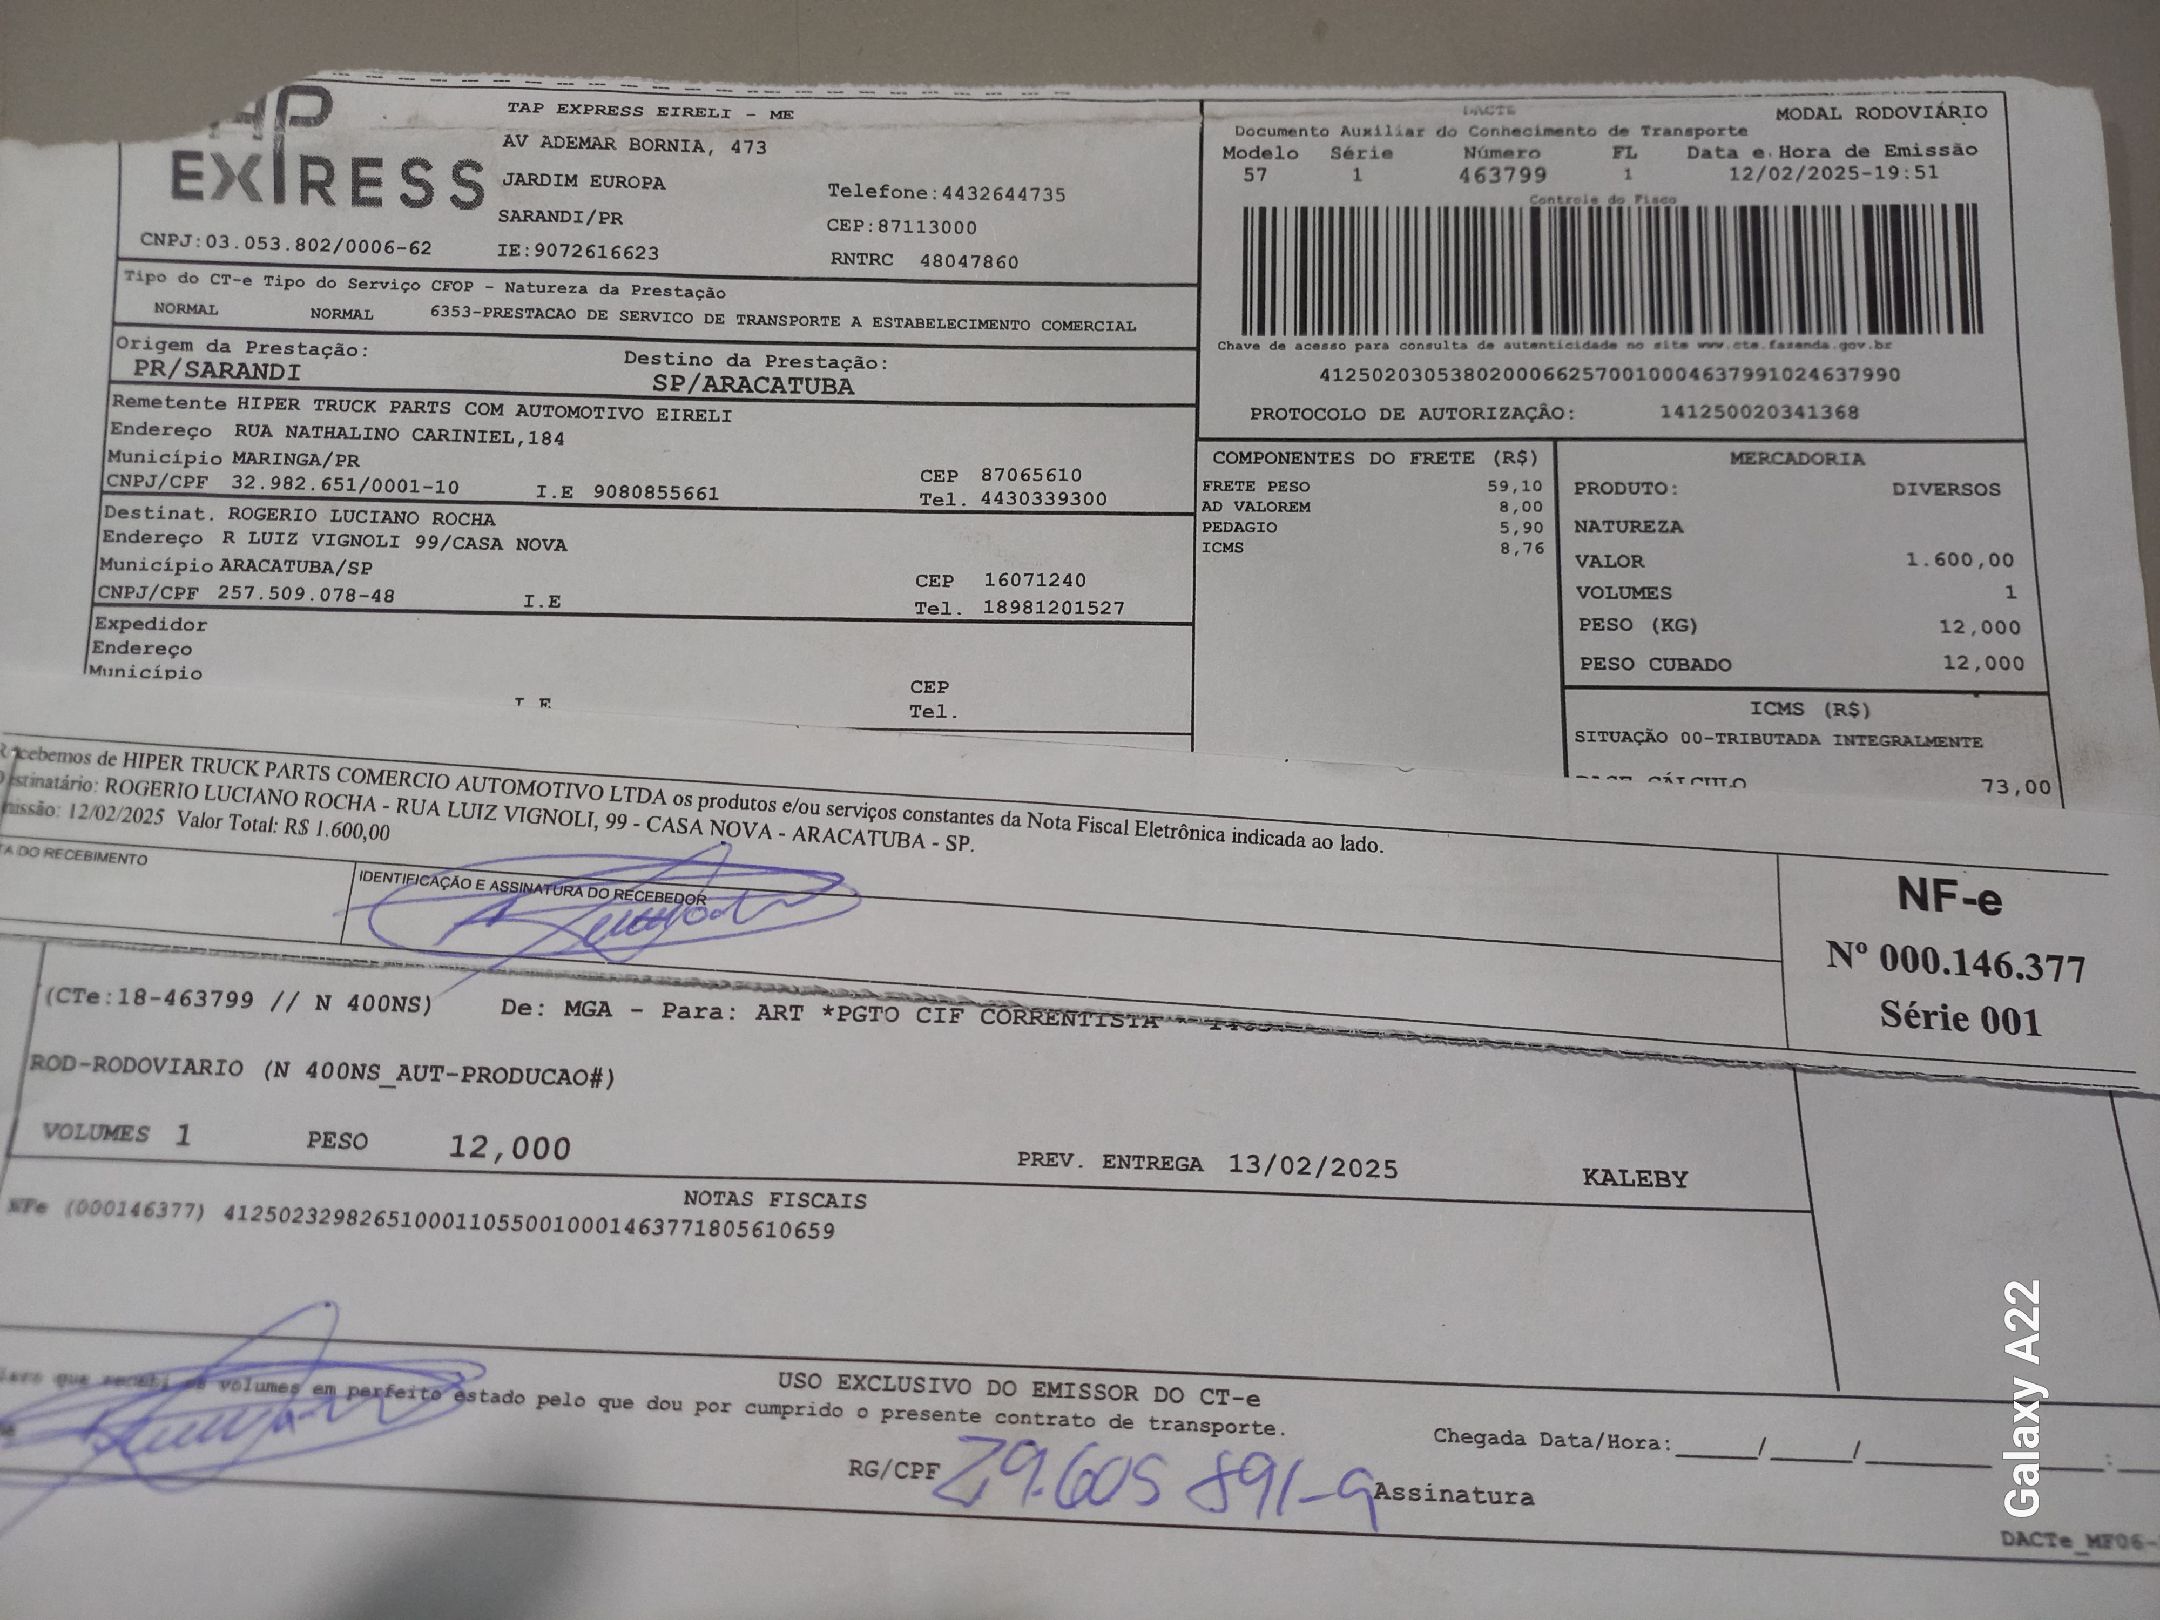 EXPRESS
TAP EXPRESS EIRELI - ME
AV ADEMAR BORNIA, 473
JARDIM EUROPA
SARANDI/PR
Telefone:4432644735
CEP:87113000
CNPJ:03.053.802/0006-62 IE:9072616623 RNTRC 48047860
DACTE MODAL RODOVIÁRIO
Documento Auxiliar do Conhecimento de Transporte
Modelo Série Número FL Data e Hora de Emissão
57 1 463799 1 12/02/2025-19:51
Controle do Fisco
Chave de acesso para consulta de autenticidade no site www.cte.fazenda.gov.br
41250203053802000662570010004637991024637990
PROTOCOLO DE AUTORIZAÇÃO: 141250020341368
Tipo do CT-e Tipo do Serviço CFOP - Natureza da Prestação
NORMAL NORMAL 6353-PRESTACAO DE SERVICO DE TRANSPORTE A ESTABELECIMENTO COMERCIAL
Origem da Prestação: Destino da Prestação:
PR/SARANDI SP/ARACATUBA
Remetente HIPER TRUCK PARTS COM AUTOMOTIVO EIRELI
Endereço RUA NATHALINO CARINIEL,184
Município MARINGA/PR CEP 87065610
CNPJ/CPF 32.982.651/0001-10 I.E 9080855661 Tel. 4430339300
Destinat. ROGERIO LUCIANO ROCHA
Endereço R LUIZ VIGNOLI 99/CASA NOVA
Município ARACATUBA/SP CEP 16071240
CNPJ/CPF 257.509.078-48 I.E Tel. 18981201527
Expedidor
Endereço
Município CEP
I E Tel.
COMPONENTES DO FRETE (R$)
FRETE PESO 59,10
AD VALOREM 8,00
PEDAGIO 5,90
ICMS 8,76
MERCADORIA
PRODUTO: DIVERSOS
NATUREZA
VALOR 1.600,00
VOLUMES 1
PESO (KG) 12,000
PESO CUBADO 12,000
ICMS (R$)
SITUAÇÃO 00-TRIBUTADA INTEGRALMENTE
73,00
Recebemos de HIPER TRUCK PARTS COMERCIO AUTOMOTIVO LTDA os produtos e/ou serviços constantes da Nota Fiscal Eletrônica indicada ao lado.
Destinatário: ROGERIO LUCIANO ROCHA - RUA LUIZ VIGNOLI, 99 - CASA NOVA - ARACATUBA - SP.
missão: 12/02/2025 Valor Total: R$ 1.600,00
TA DO RECEBIMENTO
IDENTIFICAÇÃO E ASSINATURA DO RECEBEDOR
NF-e
Nº 000.146.377
Série 001
(CTe:18-463799 // N 400NS) De: MGA - Para: ART *PGTO CIF CORRENTISTA
ROD-RODOVIARIO (N 400NS_AUT-PRODUCAO#)
VOLUMES 1 PESO 12,000 PREV. ENTREGA 13/02/2025 KALEBY
NOTAS FISCAIS
NFe (000146377) 41250232982651000110550010001463771805610659
USO EXCLUSIVO DO EMISSOR DO CT-e
que recebi os volumes em perfeito estado pelo que dou por cumprido o presente contrato de transporte.
Chegada Data/Hora:____/____/____ :
RG/CPF 29.605 891-9 Assinatura
DACTe_MF06-
Galaxy A22